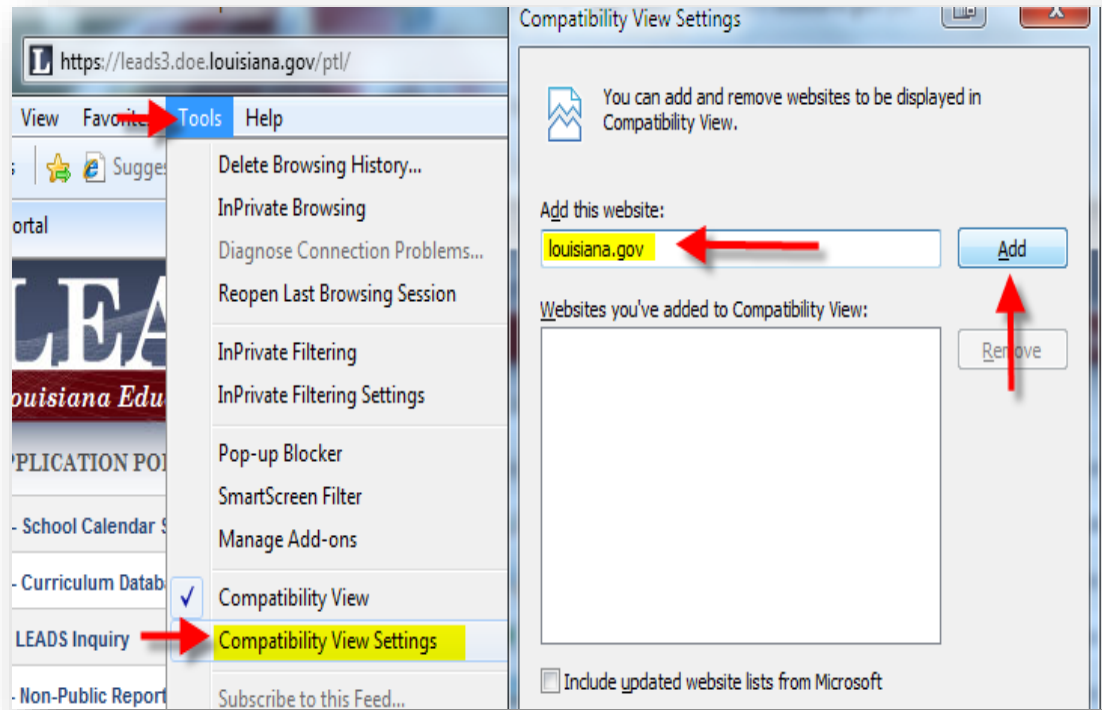 https://leads3.doe.louisiana.gov/ptl/
View Favorite Tools Help
Sugges
ortal
LEA
ouisiana Edu
PPLICATION POR
- School Calendar S
- Curriculum Datab
LEADS Inquiry
- Non-Public Report
Delete Browsing History...
InPrivate Browsing
Diagnose Connection Problems...
Reopen Last Browsing Session
InPrivate Filtering
InPrivate Filtering Settings
Pop-up Blocker
SmartScreen Filter
Manage Add-ons
Compatibility View
Compatibility View Settings
Subscribe to this Feed...
Compatibility View Settings
You can add and remove websites to be displayed in
Compatibility View.
Add this website:
louisiana.gov
Add
Websites you've added to Compatibility View:
Remove
Include updated website lists from Microsoft